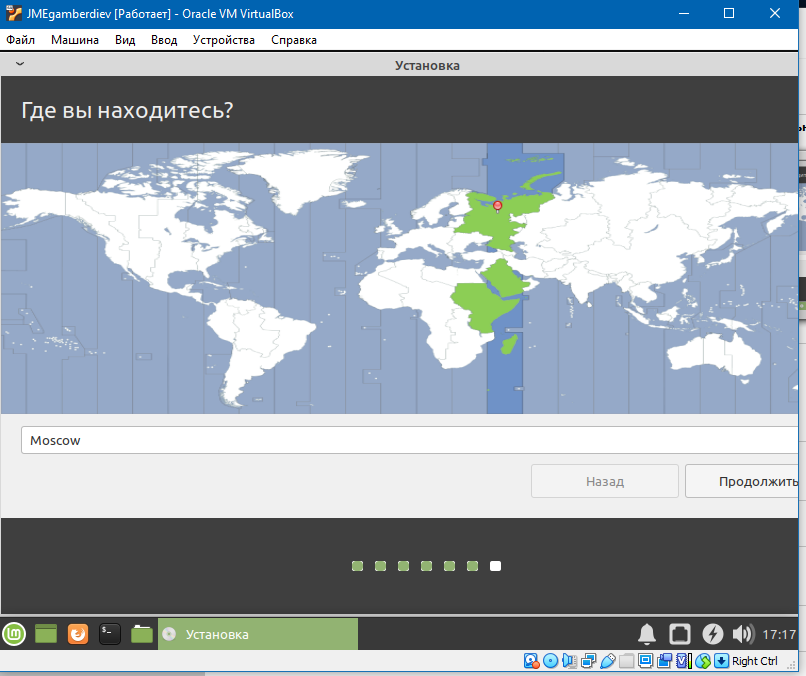 JMEgamberdiev [Работает] - Oracle VM VirtualBox
Файл Машина Вид Ввод Устройства Справка
Установка
Где вы находитесь?
Moscow
Назад Продолжить
Установка 17:17
Right Ctrl